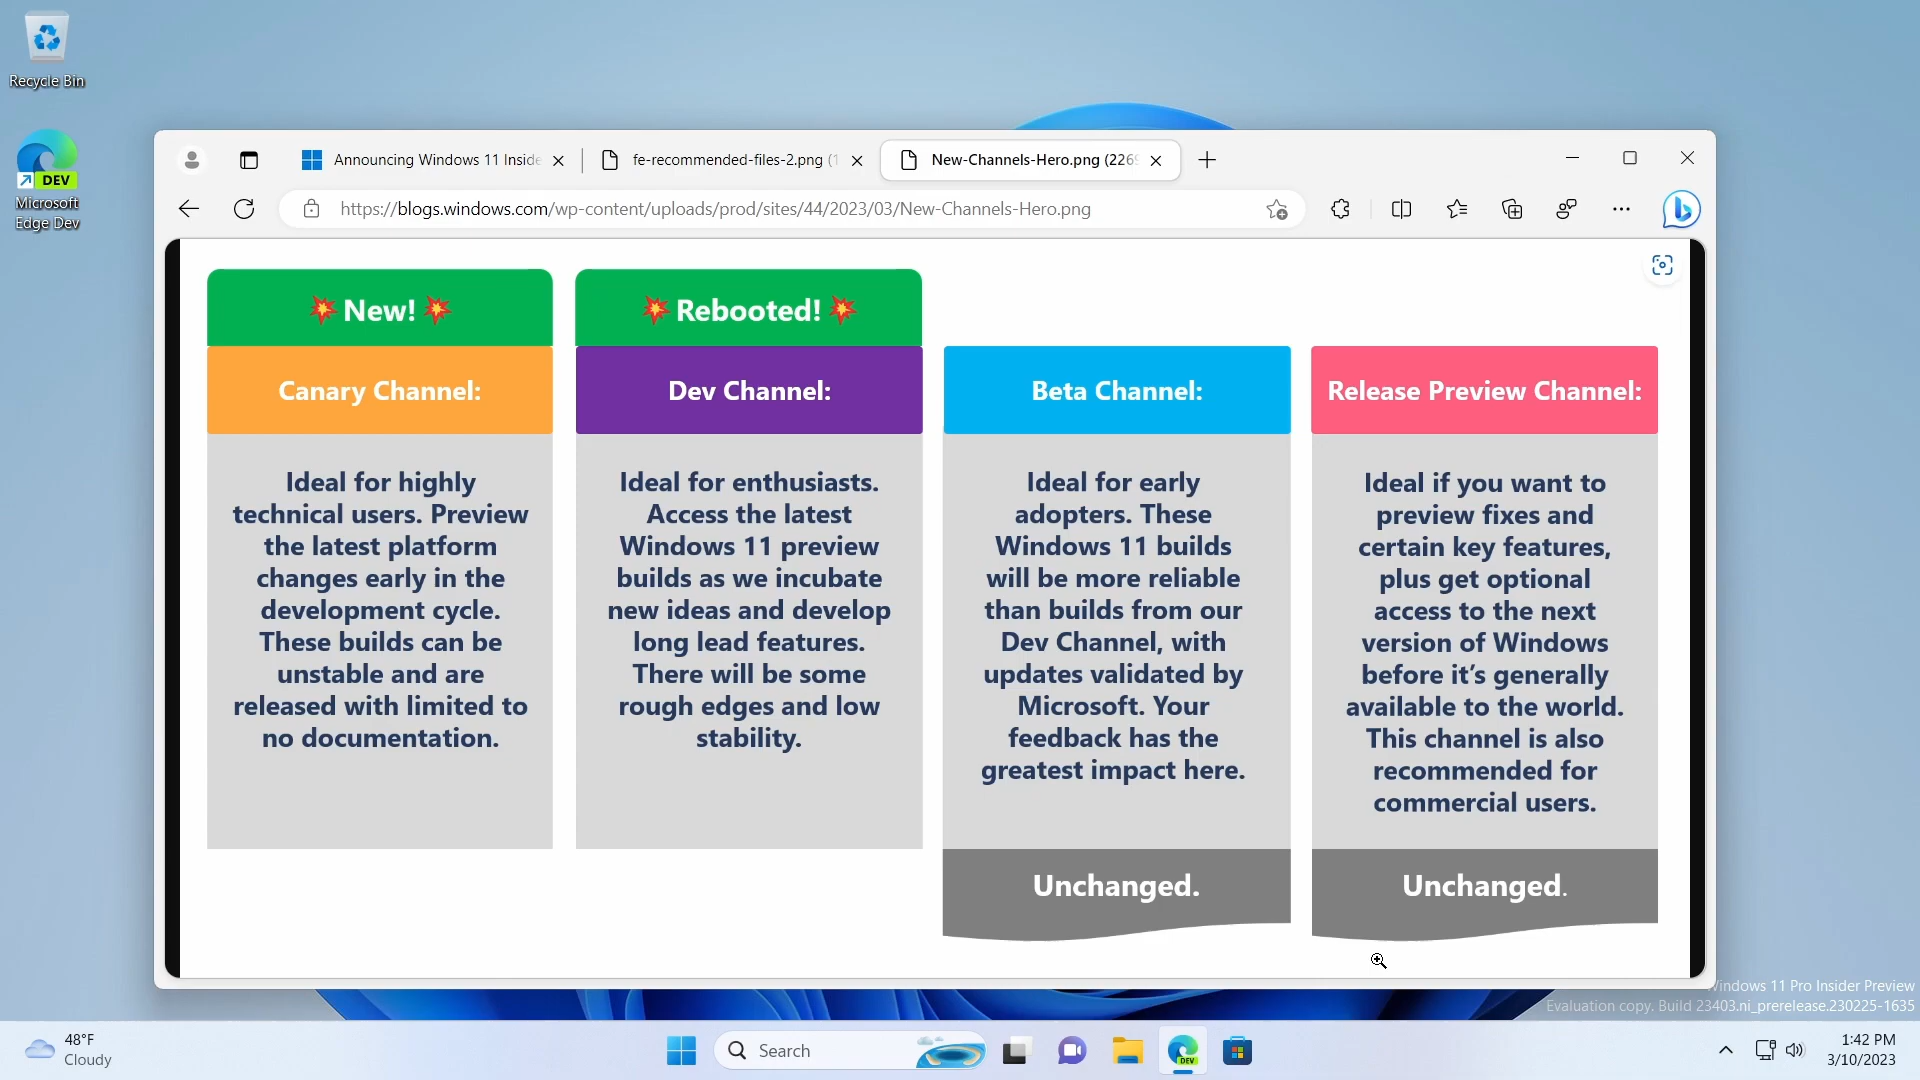 Recycle Bin
DEV
Microsoft
Edge Dev
Announcing Windows 11 Inside
fe-recommended-files-2.png (1
New-Channels-Hero.png (226
https://blogs.windows.com/wp-content/uploads/prod/sites/44/2023/03/New-Channels-Hero.png
New!
Canary Channel:
Ideal for highly
technical users. Preview
the latest platform
changes early in the
development cycle.
These builds can be
unstable and are
released with limited to
no documentation.
Rebooted!
Dev Channel:
Ideal for enthusiasts.
Access the latest
Windows 11 preview
builds as we incubate
new ideas and develop
long lead features.
There will be some
rough edges and low
stability.
Beta Channel:
Ideal for early
adopters. These
Windows 11 builds
will be more reliable
than builds from our
Dev Channel, with
updates validated by
Microsoft. Your
feedback has the
greatest impact here.
Unchanged.
Release Preview Channel:
Ideal if you want to
preview fixes and
certain key features,
plus get optional
access to the next
version of Windows
before it’s generally
available to the world.
This channel is also
recommended for
commercial users.
Unchanged.
Windows 11 Pro Insider Preview
Evaluation copy. Build 23403.ni_prerelease.230225-1635
48°F
Cloudy
Search
DEV
1:42 PM
3/10/2023